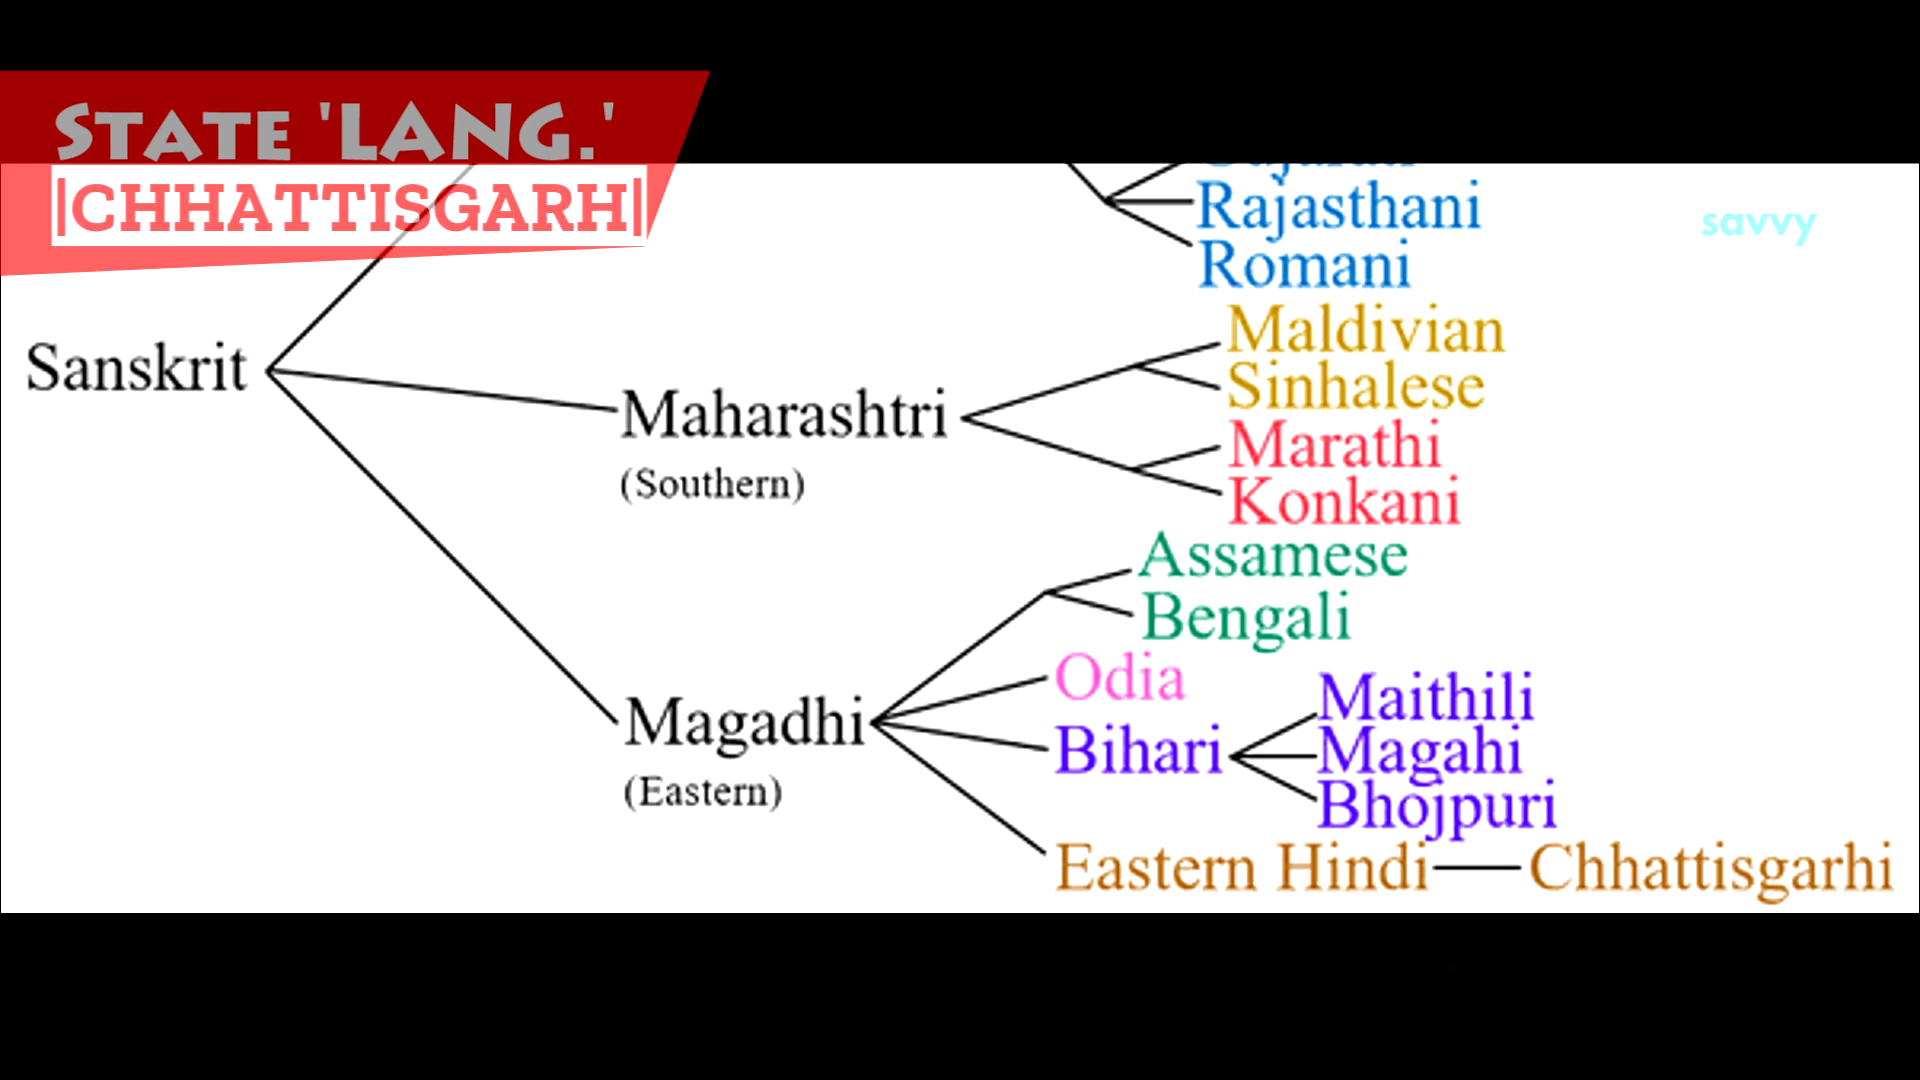 STATE 'LANG.'
|CHHATTISGARH|
savvy
Rajasthani
Romani
Sanskrit
Maharashtri
(Southern)
Maldivian
Sinhalese
Marathi
Konkani
Magadhi
(Eastern)
Assamese
Bengali
Odia
Bihari
Maithili
Magahi
Bhojpuri
Eastern Hindi
Chhattisgarhi